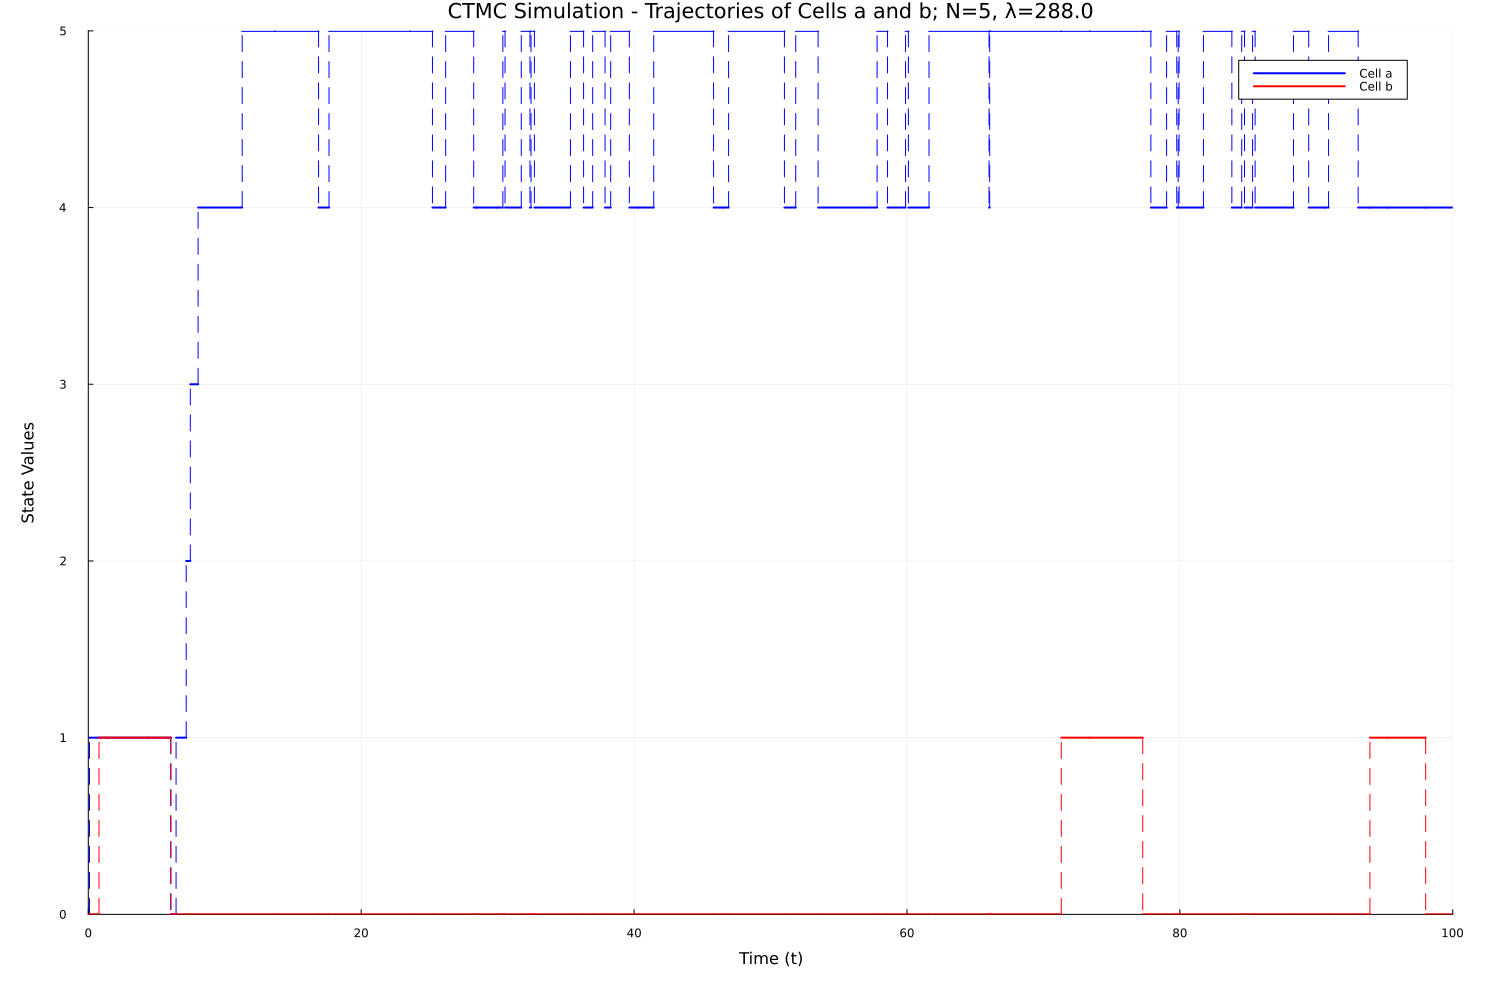 CTMC Simulation - Trajectories of Cells a and b; N=5, λ=288.0
5
Cell a
Cell b
4
3
State Values
2
1
0
0 20 40 60 80 100
Time (t)